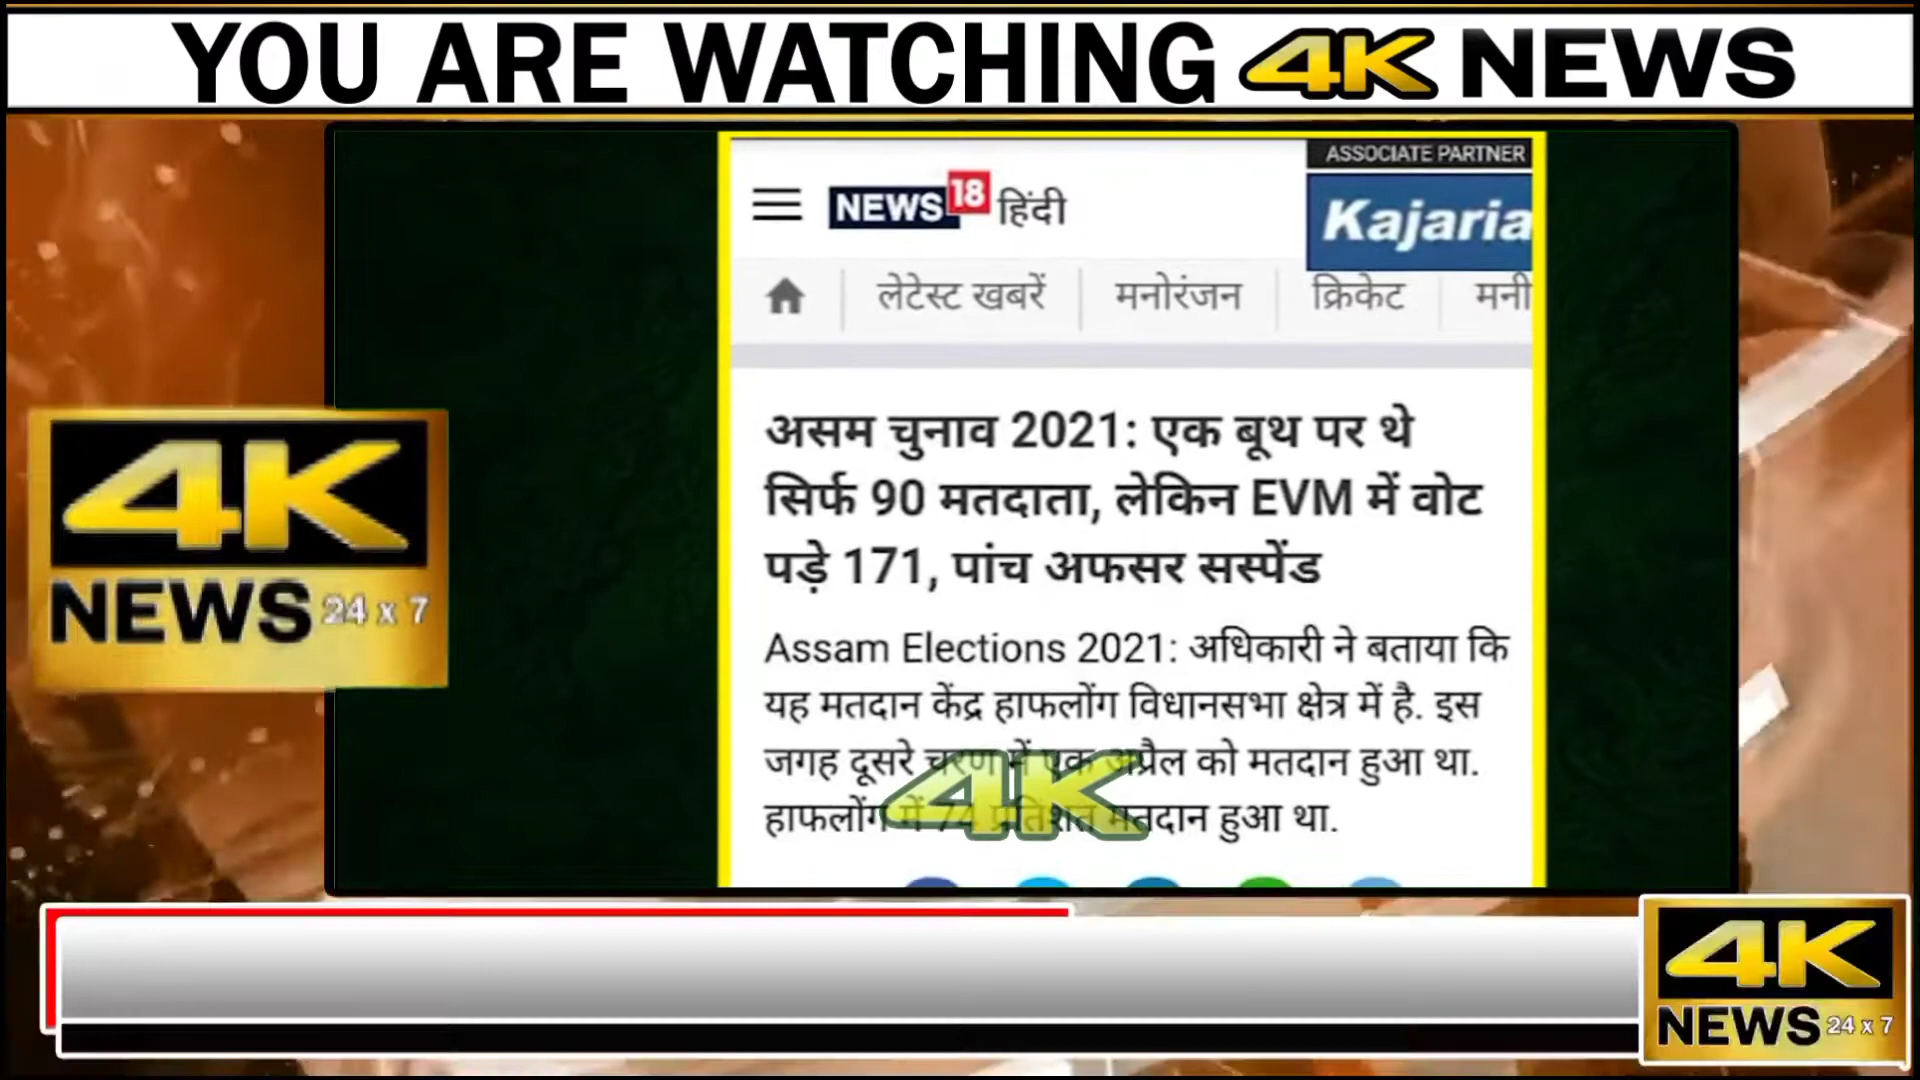 YOU ARE WATCHING 4K NEWS
ASSOCIATE PARTNER
NEWS 18 हिंदी
Kajaria
लेटेस्ट खबरें मनोरंजन क्रिकेट मनी
असम चुनाव 2021: एक बूथ पर थे
सिर्फ 90 मतदाता, लेकिन EVM में वोट
पड़े 171, पांच अफसर सस्पेंड
Assam Elections 2021: अधिकारी ने बताया कि
यह मतदान केंद्र हाफलोंग विधानसभा क्षेत्र में है. इस
जगह दूसरे चरण में एक अप्रैल को मतदान हुआ था.
हाफलोंग में 74 प्रतिशत मतदान हुआ था.
4K
4K
NEWS 24 x 7
4K
NEWS 24 x 7